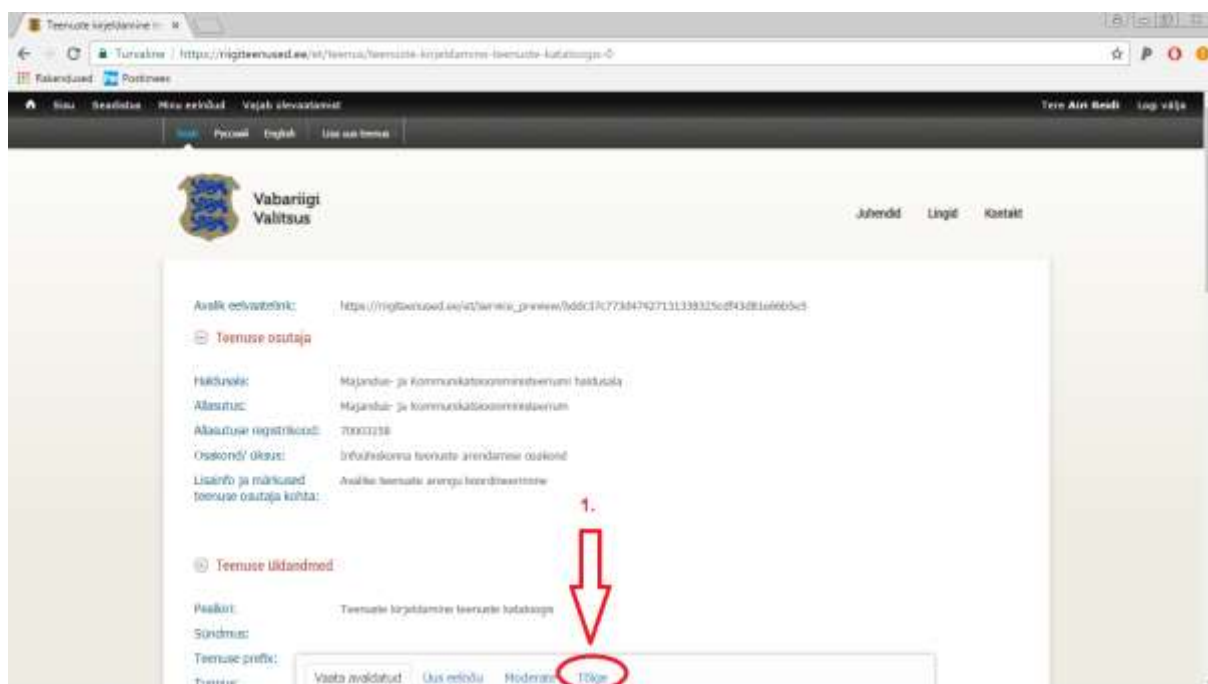 Teenuste kirjeldamine
Turvaline | https://riigiteenused.ee/et/teenus/teenuste-kirjeldamine-teenuste-kataloogis-0
Rakendused Postimees
Sisu Seadistus Minu eelnõud Vajab ülevaatamist Tere Airi Reidi Logi välja
Eesti Русский English Lisa uus teenus
Vabariigi
Valitsus
Juhendid Lingid Kontakt
Avalik eelvaatelink:
Teenuse osutaja
Haldusala: Majandus- ja Kommunikatsiooniministeeriumi haldusala
Allasutus: Majandus- ja Kommunikatsiooniministeerium
Allasutuse registrikood: 70003158
Osakond/ üksus: Infoühiskonna teenuste arendamise osakond
Lisainfo ja märkused Avalike teenuste arengu koordineerimine
teenuse osutaja kohta:
1.
Teenuse üldandmed
Pealkiri: Teenuste kirjeldamine teenuste kataloogis
Sündmus:
Teenuse prefix:
Vaata avaldatud Uus eelnõu Moderate Tõlge